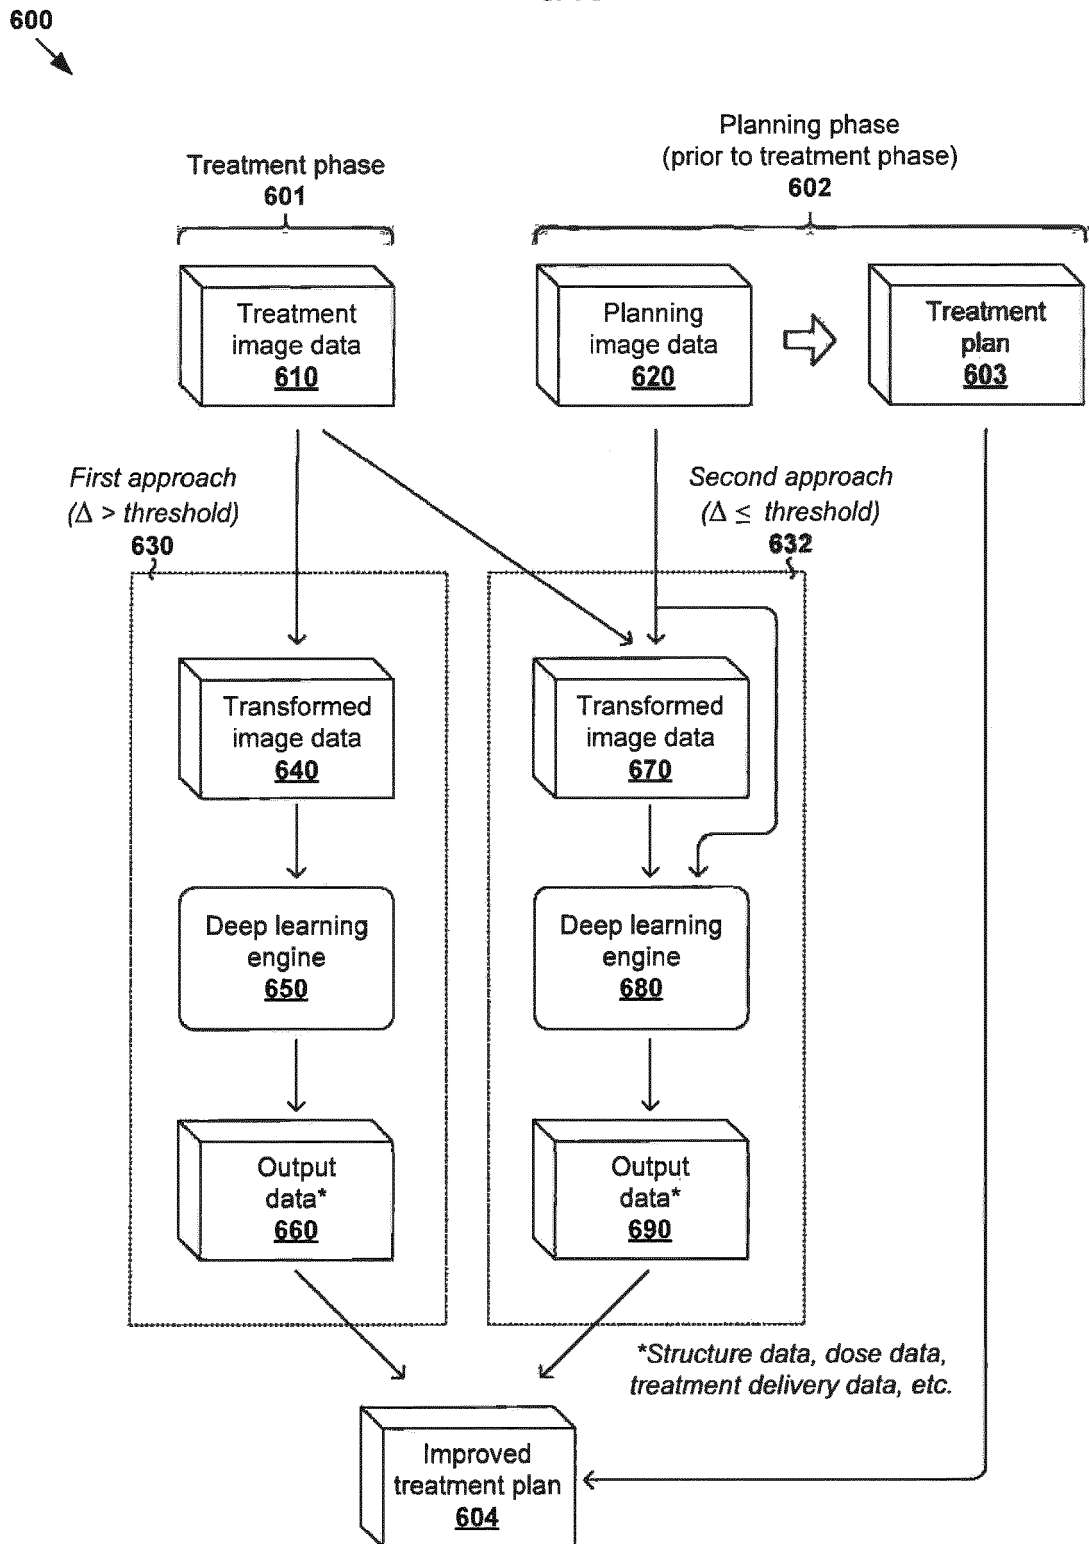 600
Treatment phase
601
Planning phase
(prior to treatment phase)
602
Treatment
image data
610
Planning
image data
620
Treatment
plan
603
First approach
(Δ > threshold)
630
Second approach
(Δ ≤ threshold)
632
Transformed
image data
640
Transformed
image data
670
Deep learning
engine
650
Deep learning
engine
680
Output
data*
660
Output
data*
690
*Structure data, dose data,
treatment delivery data, etc.
Improved
treatment plan
604